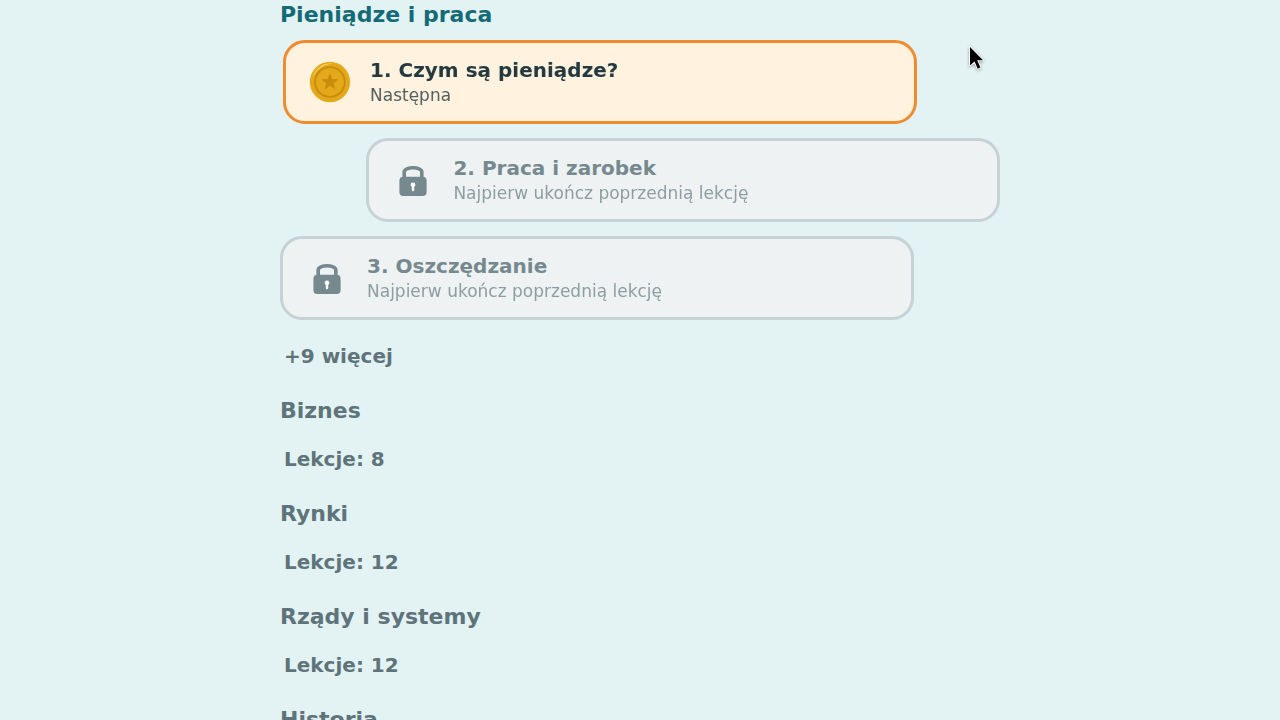 Pieniądze i praca
1. Czym są pieniądze?
Następna
2. Praca i zarobek
Najpierw ukończ poprzednią lekcję
3. Oszczędzanie
Najpierw ukończ poprzednią lekcję
+9 więcej
Biznes
Lekcje: 8
Rynki
Lekcje: 12
Rządy i systemy
Lekcje: 12
Historia